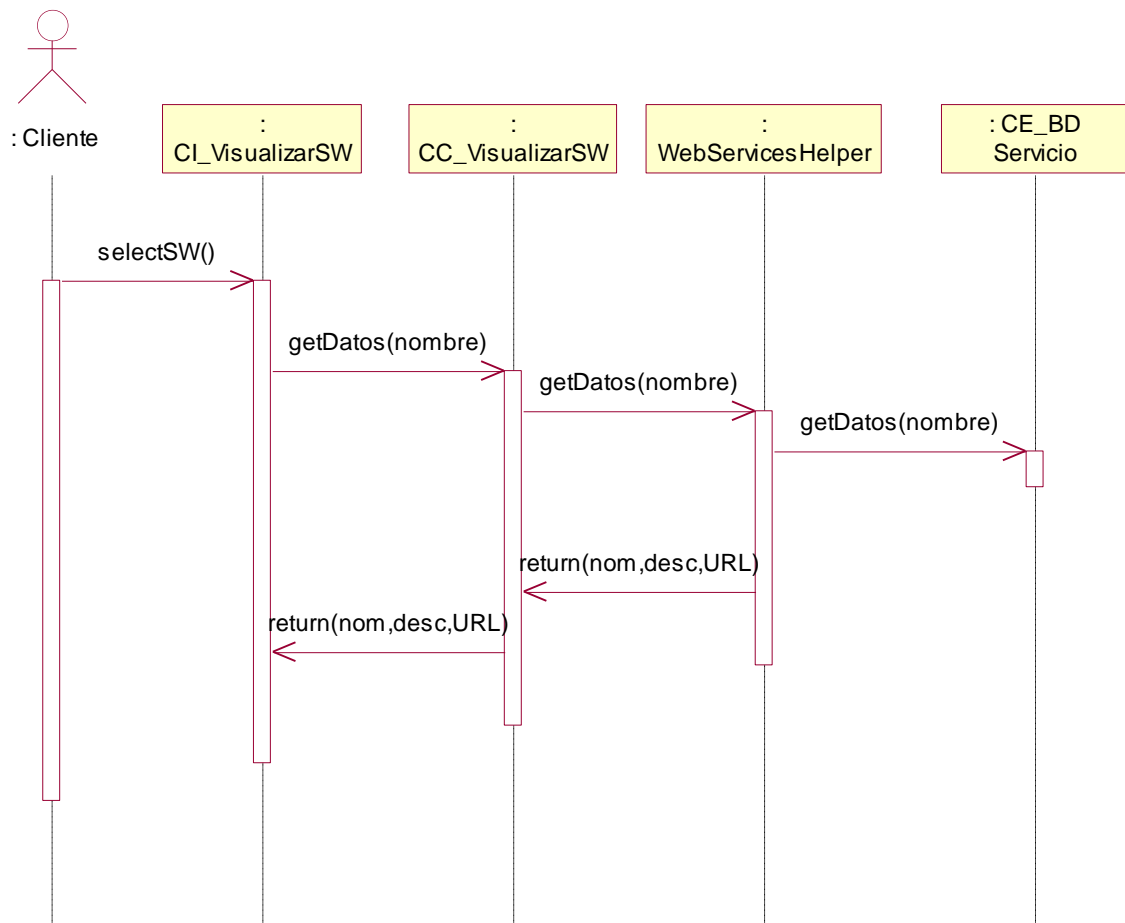 : Cliente
:
CI_VisualizarSW
:
CC_VisualizarSW
:
WebServicesHelper
: CE_BD
Servicio
selectSW()
getDatos(nombre)
getDatos(nombre)
getDatos(nombre)
return(nom,desc,URL)
return(nom,desc,URL)